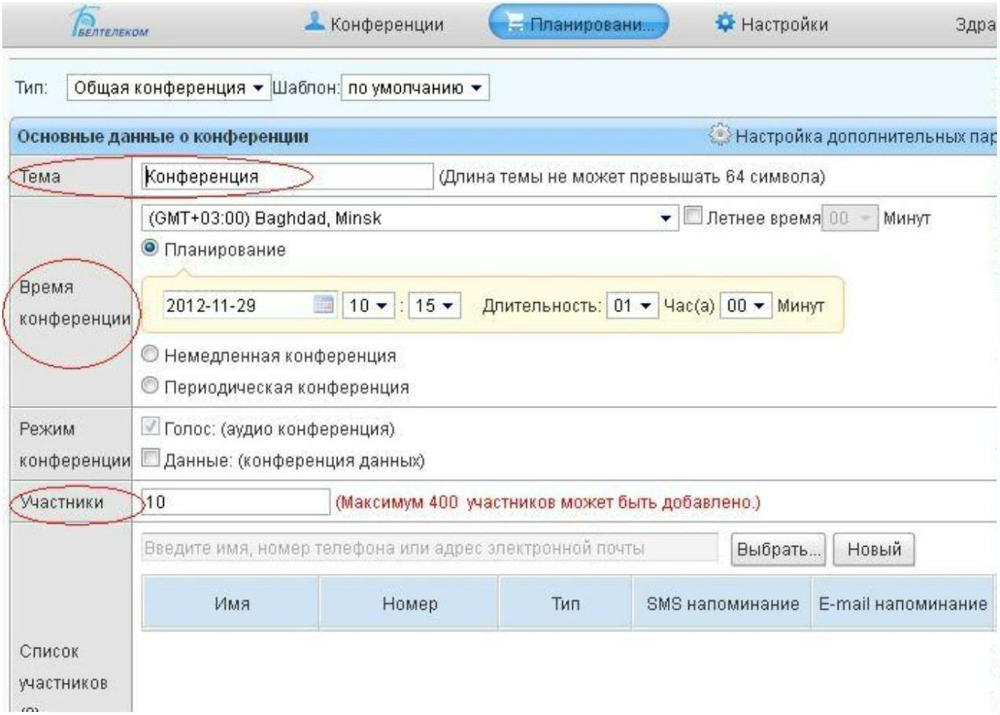 БЕЛТЕЛЕКОМ Конференции Планировани... Настройки Здра
Тип: Общая конференция Шаблон: по умолчанию
Основные данные о конференции Настройка дополнительных пар
Тема Конференция (Длина темы не может превышать 64 символа)
(GMT+03:00) Baghdad, Minsk Летнее время 00 Минут
Планирование
Время
конференции
2012-11-29 10 : 15 Длительность: 01 Час(а) 00 Минут
Немедленная конференция
Периодическая конференция
Режим
конференции
Голос: (аудио конференция)
Данные: (конференция данных)
Участники 10 (Максимум 400 участников может быть добавлено.)
Введите имя, номер телефона или адрес электронной почты Выбрать... Новый
Имя Номер Тип SMS напоминание E-mail напоминание
Список
участников